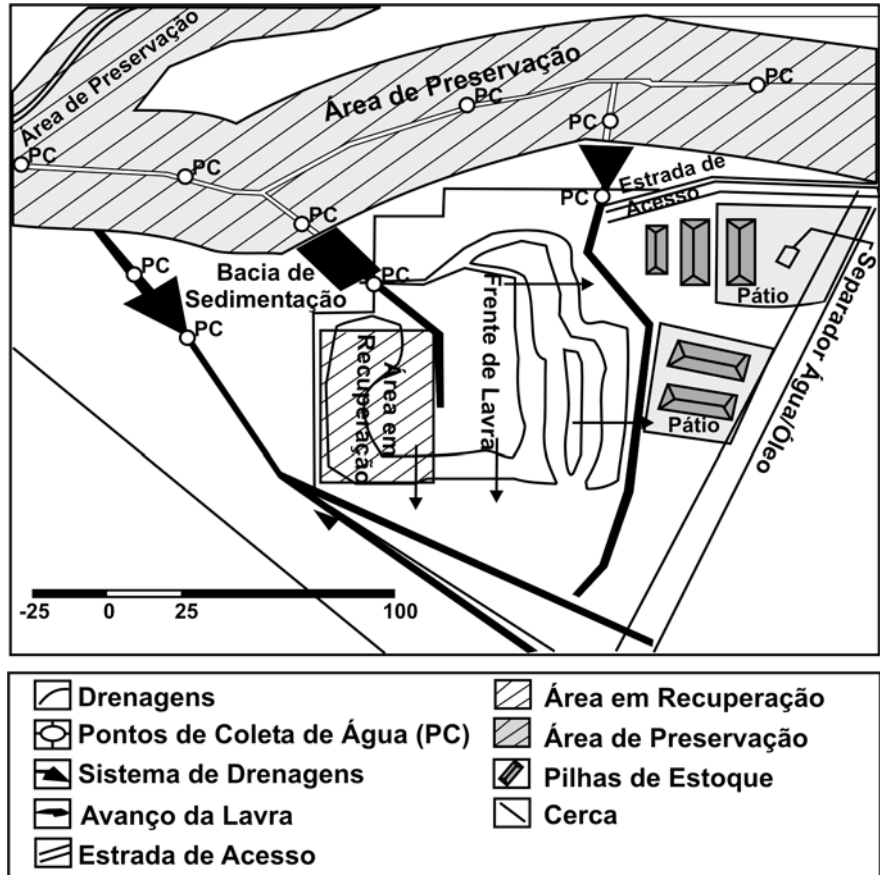 Área de Preservação
Área de Preservação
PC
PC
PC
PC
PC
PC
PC
Estrada de
Acesso
PC
Bacia de
Sedimentação
PC
PC
PC
Frente de Lavra
Área em
Recuperação
Pátio
Pátio
Separador Água/Óleo
-25 0 25 100
Drenagens
Pontos de Coleta de Água (PC)
Sistema de Drenagens
Avanço da Lavra
Estrada de Acesso
Área em Recuperação
Área de Preservação
Pilhas de Estoque
Cerca